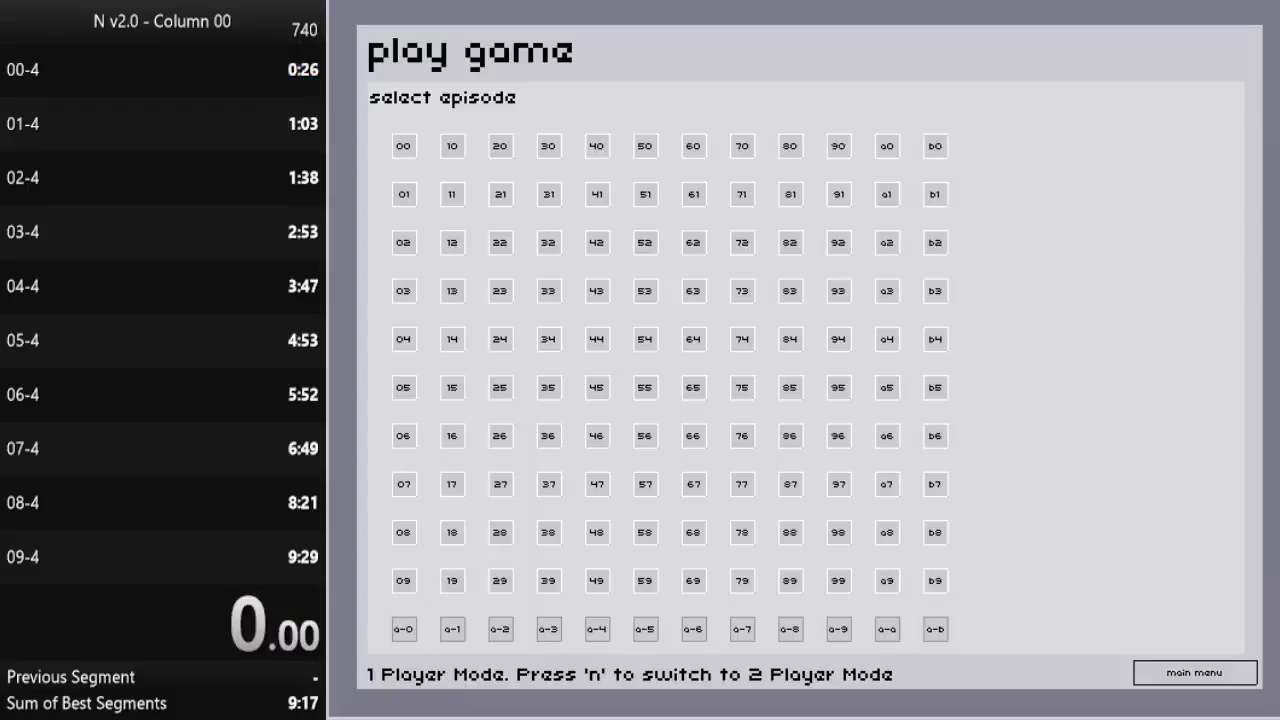 N v2.0 - Column 00
740
00-4 0:26
01-4 1:03
02-4 1:38
03-4 2:53
04-4 3:47
05-4 4:53
06-4 5:52
07-4 6:49
08-4 8:21
09-4 9:29
0.00
Previous Segment -
Sum of Best Segments 9:17
play game
select episode
00 10 20 30 40 50 60 70 80 90 a0 b0
01 11 21 31 41 51 61 71 81 91 a1 b1
02 12 22 32 42 52 62 72 82 92 a2 b2
03 13 23 33 43 53 63 73 83 93 a3 b3
04 14 24 34 44 54 64 74 84 94 a4 b4
05 15 25 35 45 55 65 75 85 95 a5 b5
06 16 26 36 46 56 66 76 86 96 a6 b6
07 17 27 37 47 57 67 77 87 97 a7 b7
08 18 28 38 48 58 68 78 88 98 a8 b8
09 19 29 39 49 59 69 79 89 99 a9 b9
a-0 a-1 a-2 a-3 a-4 a-5 a-6 a-7 a-8 a-9 a-a a-b
1 Player Mode. Press 'n' to switch to 2 Player Mode
main menu